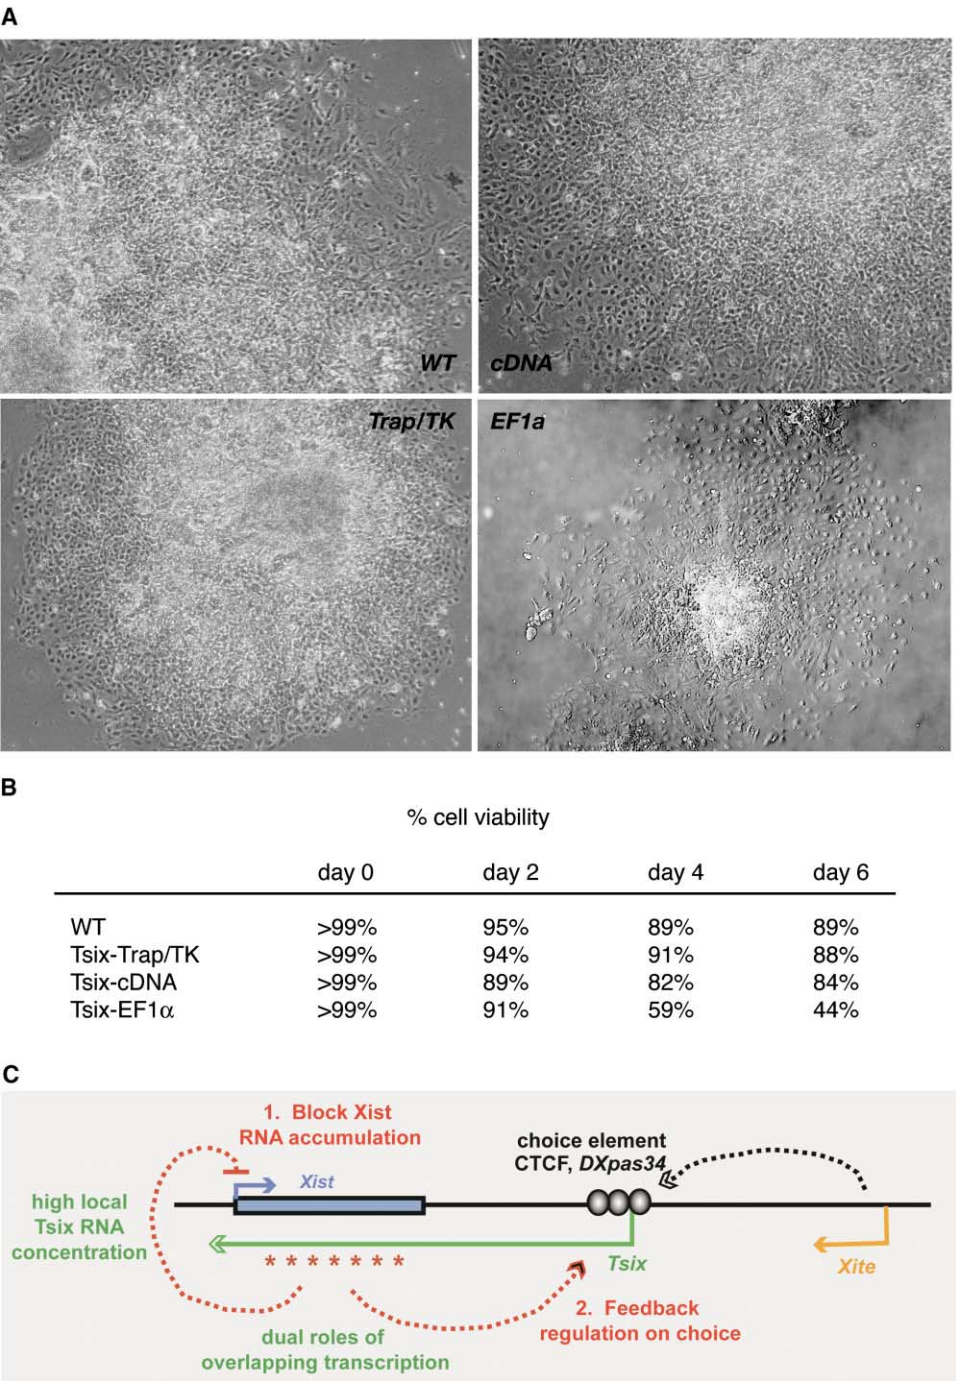 A
WT
cDNA
Trap/TK
EF1a
B
% cell viability
day 0 day 2 day 4 day 6
WT >99% 95% 89% 89%
Tsix-Trap/TK >99% 94% 91% 88%
Tsix-cDNA >99% 89% 82% 84%
Tsix-EF1α >99% 91% 59% 44%
C
1. Block Xist
RNA accumulation
choice element
CTCF, DXpas34
Xist
high local
Tsix RNA
concentration
* * * * * * *
Tsix
Xite
2. Feedback
regulation on choice
dual roles of
overlapping transcription